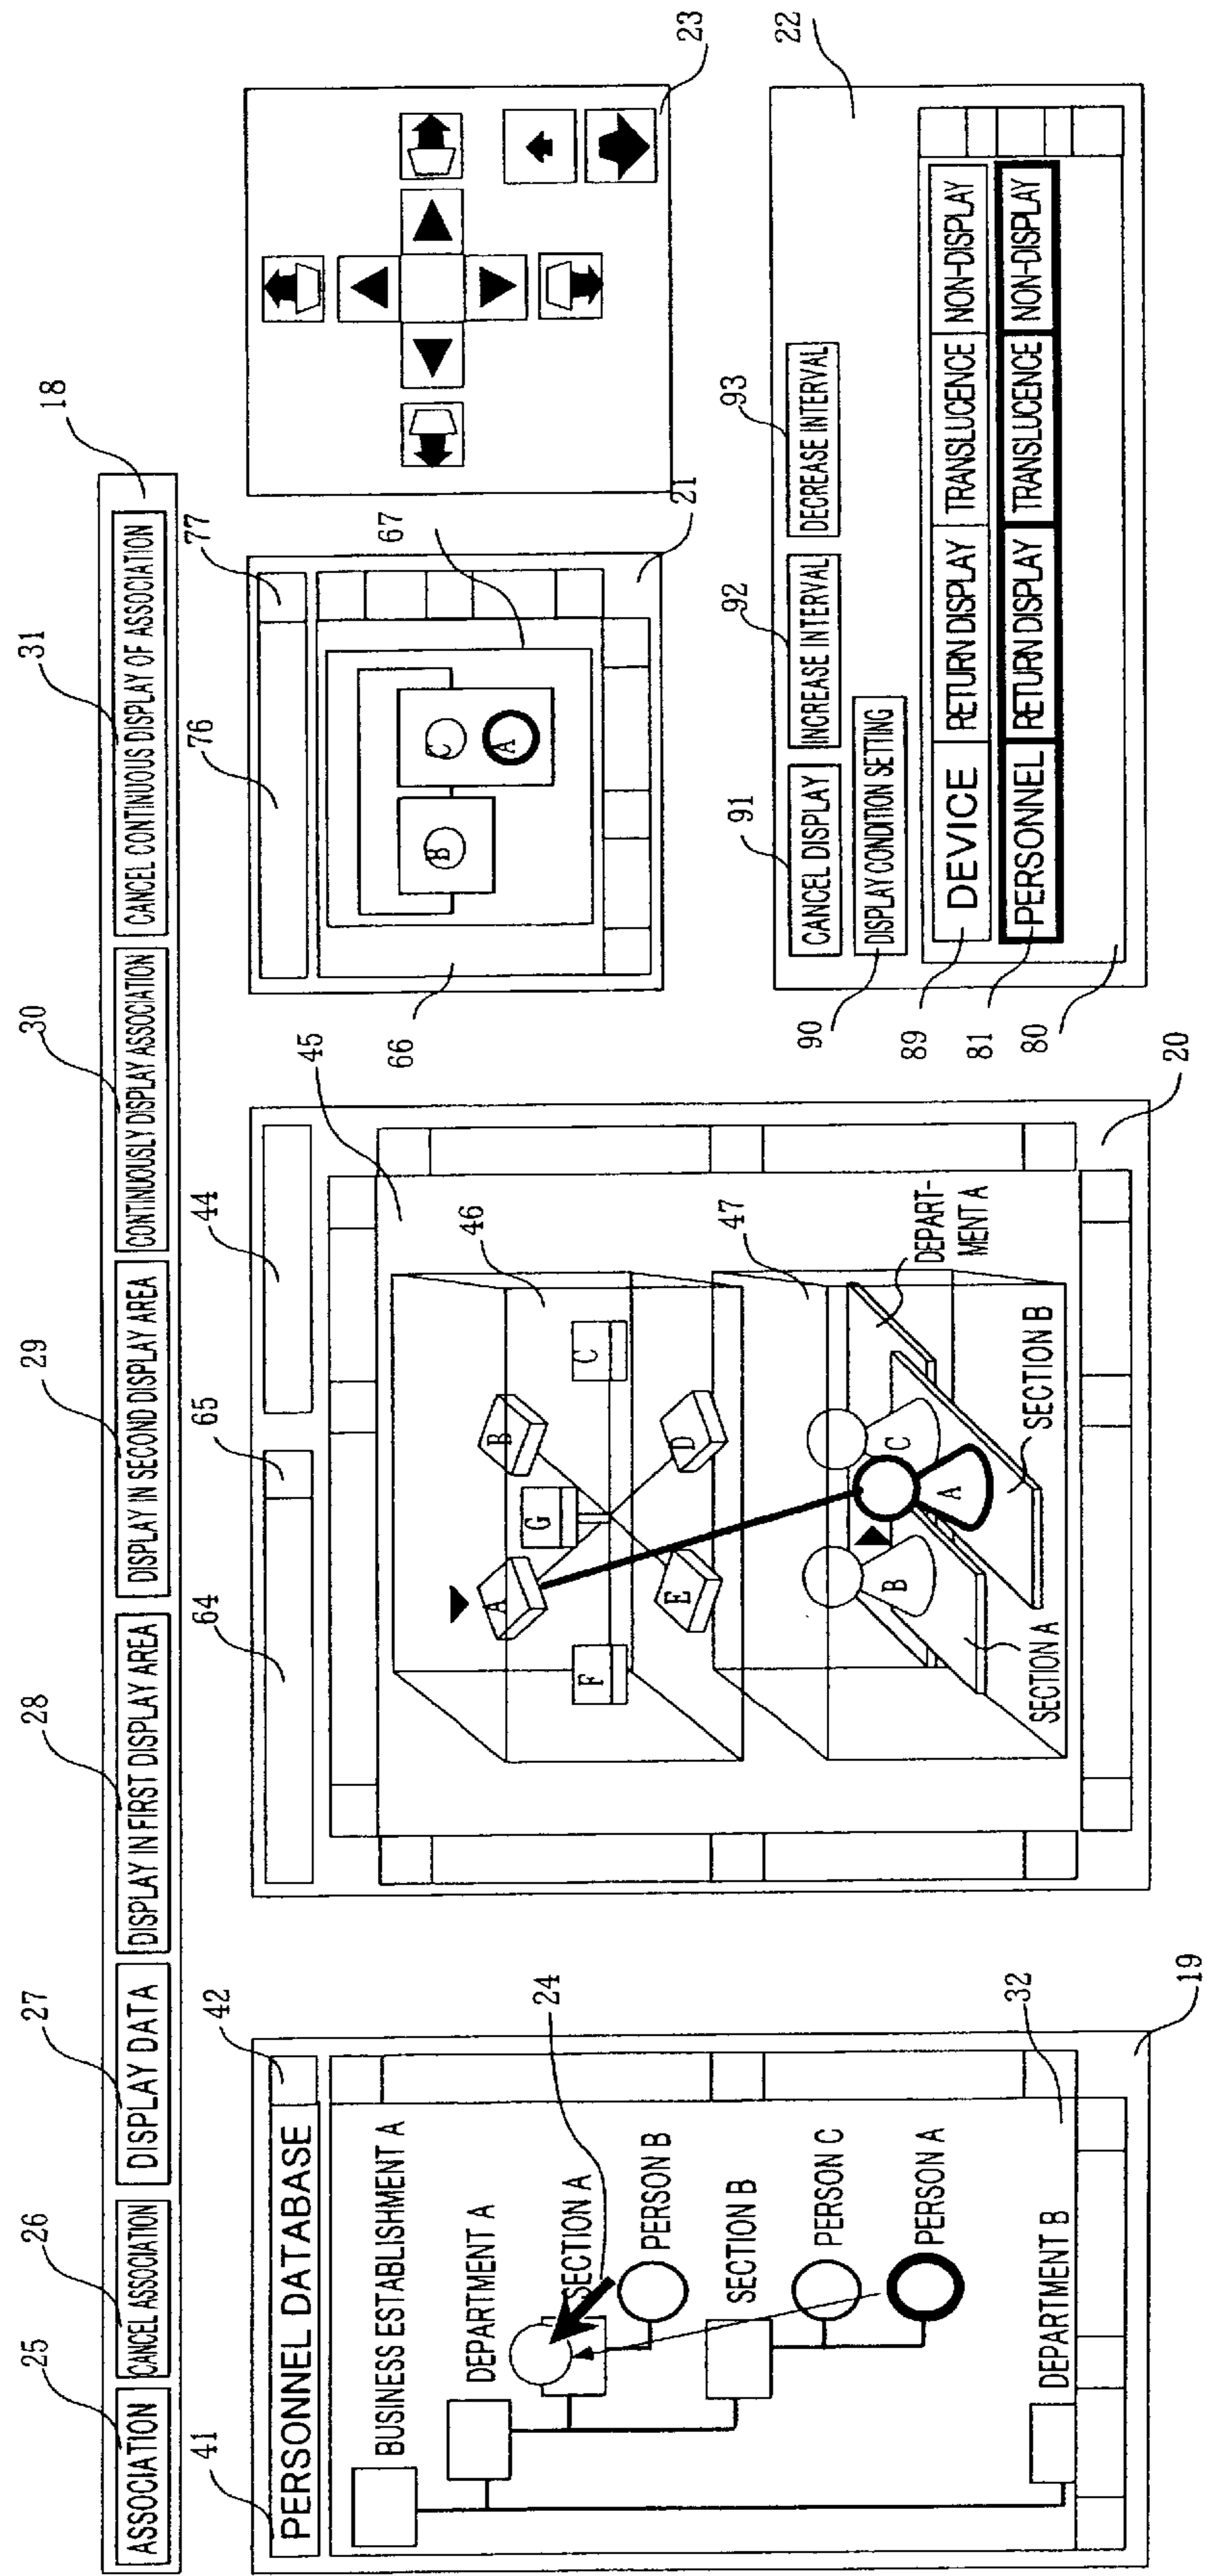 25
26
27
28
29
30
31
18
ASSOCIATION
CANCEL ASSOCIATION
DISPLAY DATA
DISPLAY IN FIRST DISPLAY AREA
DISPLAY IN SECOND DISPLAY AREA
CONTINUOUSLY DISPLAY ASSOCIATION
CANCEL CONTINUOUS DISPLAY OF ASSOCIATION
41
42
PERSONNEL DATABASE
BUSINESS ESTABLISHMENT A
DEPARTMENT A
SECTION A
24
PERSON B
SECTION B
PERSON C
PERSON A
32
DEPARTMENT B
19
64
65
44
45
46
A
B
G
C
F
E
D
47
DEPART-
MENT A
B
C
A
SECTION A
SECTION B
20
76
77
67
B
C
A
66
21
23
91
92
93
22
CANCEL DISPLAY
INCREASE INTERVAL
DECREASE INTERVAL
90
DISPLAY CONDITION SETTING
89
DEVICE
RETURN DISPLAY
TRANSLUCENCE
NON-DISPLAY
81
PERSONNEL
RETURN DISPLAY
TRANSLUCENCE
NON-DISPLAY
80